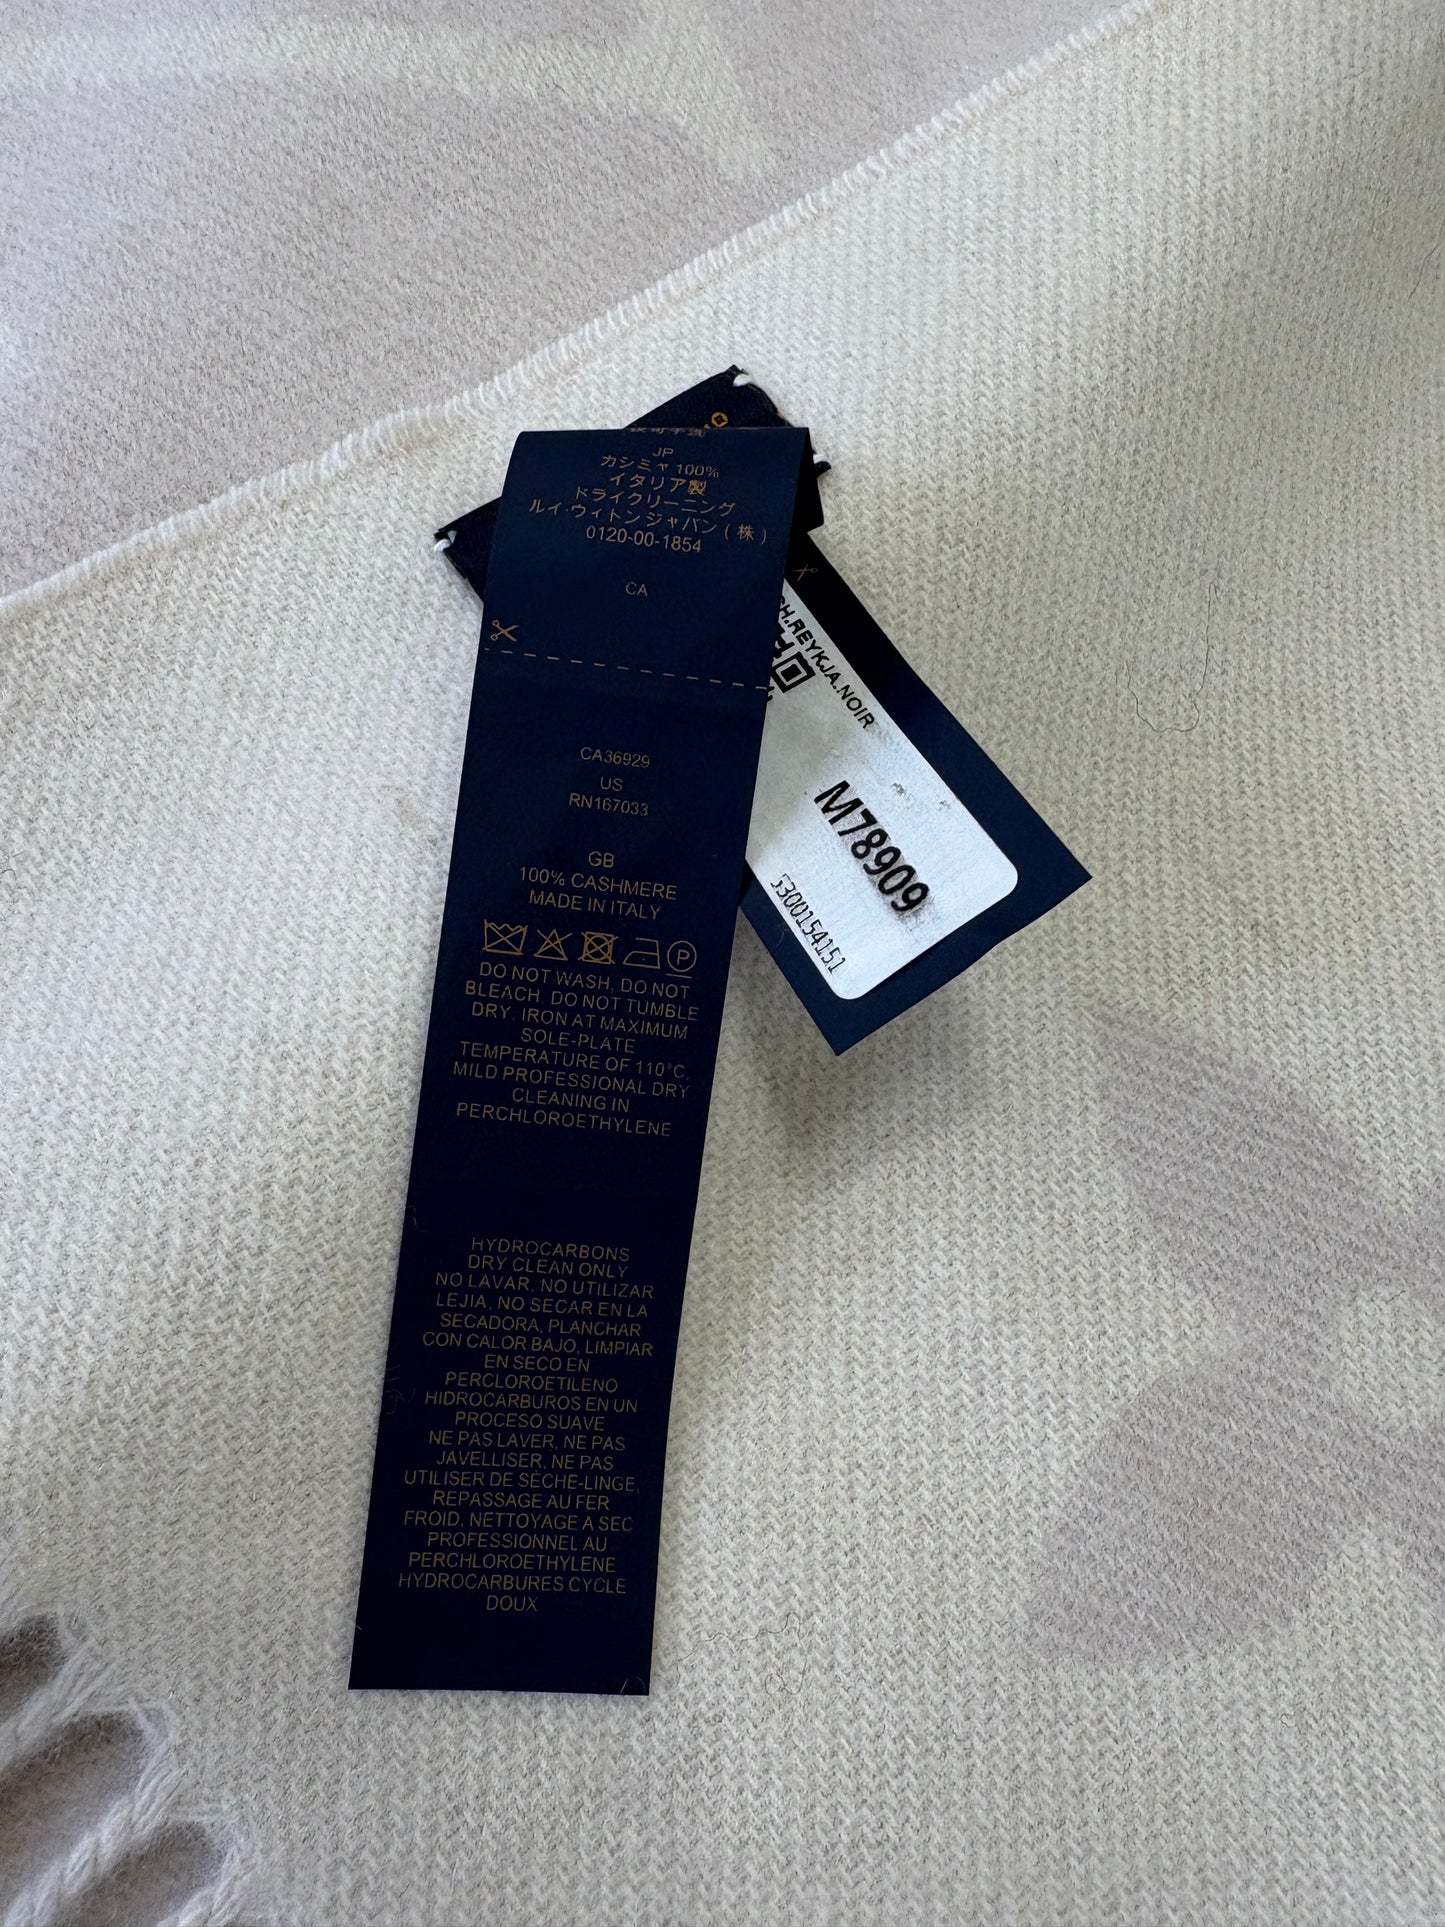 JP
カシミヤ 100%
イタリア製
ドライクリーニング
ルイ・ヴィトンジャパン ( 株 )
0120-00-1854
CA
CA36929
US
RN167033
GB
100% CASHMERE
MADE IN ITALY
P
DO NOT WASH, DO NOT
BLEACH, DO NOT TUMBLE
DRY, IRON AT MAXIMUM
SOLE-PLATE
TEMPERATURE OF 110°C,
MILD PROFESSIONAL DRY
CLEANING IN
PERCHLOROETHYLENE
HYDROCARBONS
DRY CLEAN ONLY
NO LAVAR, NO UTILIZAR
LEJIA, NO SECAR EN LA
SECADORA, PLANCHAR
CON CALOR BAJO, LIMPIAR
EN SECO EN
PERCLOROETILENO
HIDROCARBUROS EN UN
PROCESO SUAVE
NE PAS LAVER, NE PAS
JAVELLISER, NE PAS
UTILISER DE SÈCHE-LINGE,
REPASSAGE AU FER
FROID, NETTOYAGE A SEC
PROFESSIONNEL AU
PERCHLOROETHYLENE
HYDROCARBURES CYCLE
DOUX
SH.REYKJA.NOIR
M78909
5300154151